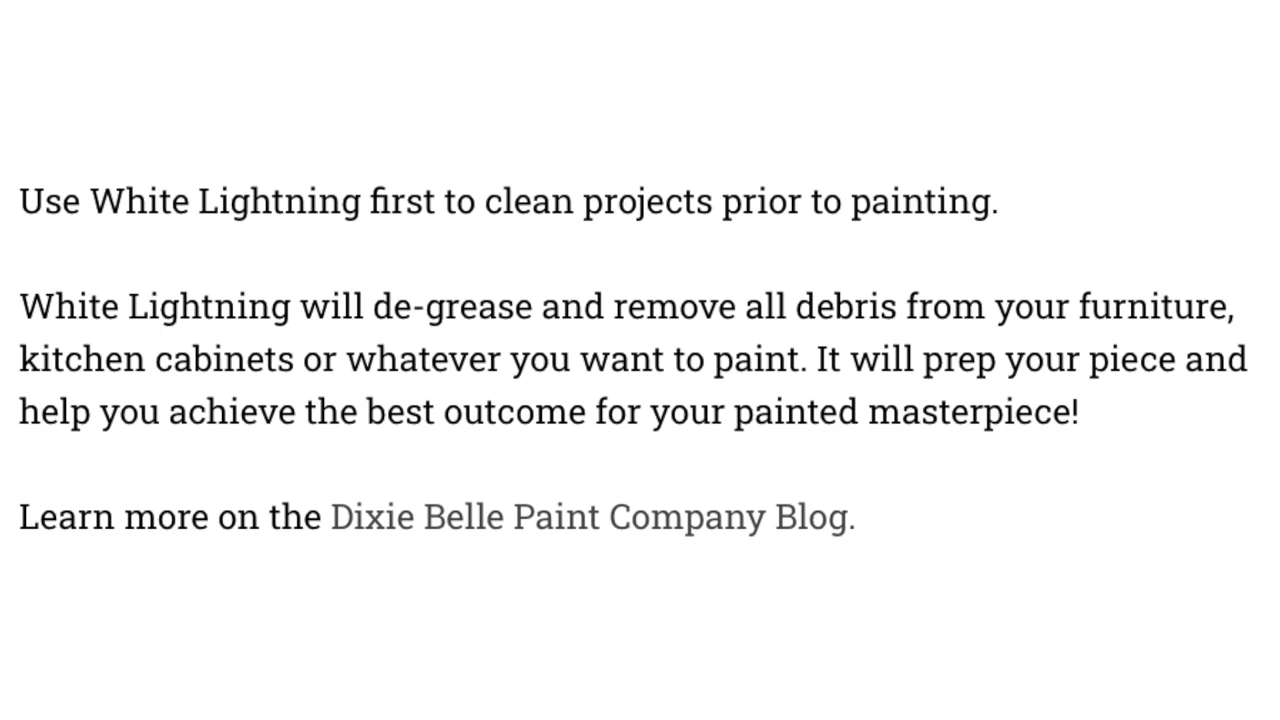 Use White Lightning first to clean projects prior to painting.
White Lightning will de-grease and remove all debris from your furniture,
kitchen cabinets or whatever you want to paint. It will prep your piece and
help you achieve the best outcome for your painted masterpiece!
Learn more on the Dixie Belle Paint Company Blog.